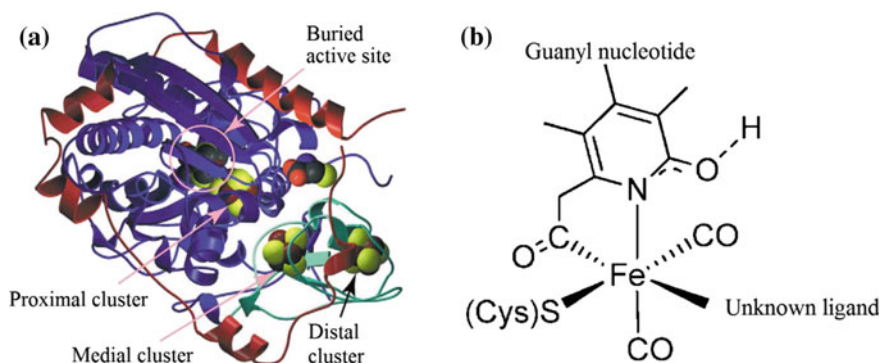 (a)
Buried
active site
Proximal cluster
Medial cluster
Distal
cluster
(b)
Guanyl nucleotide
H
N
O
O
C
CO
Fe
(Cys)S
Unknown ligand
CO